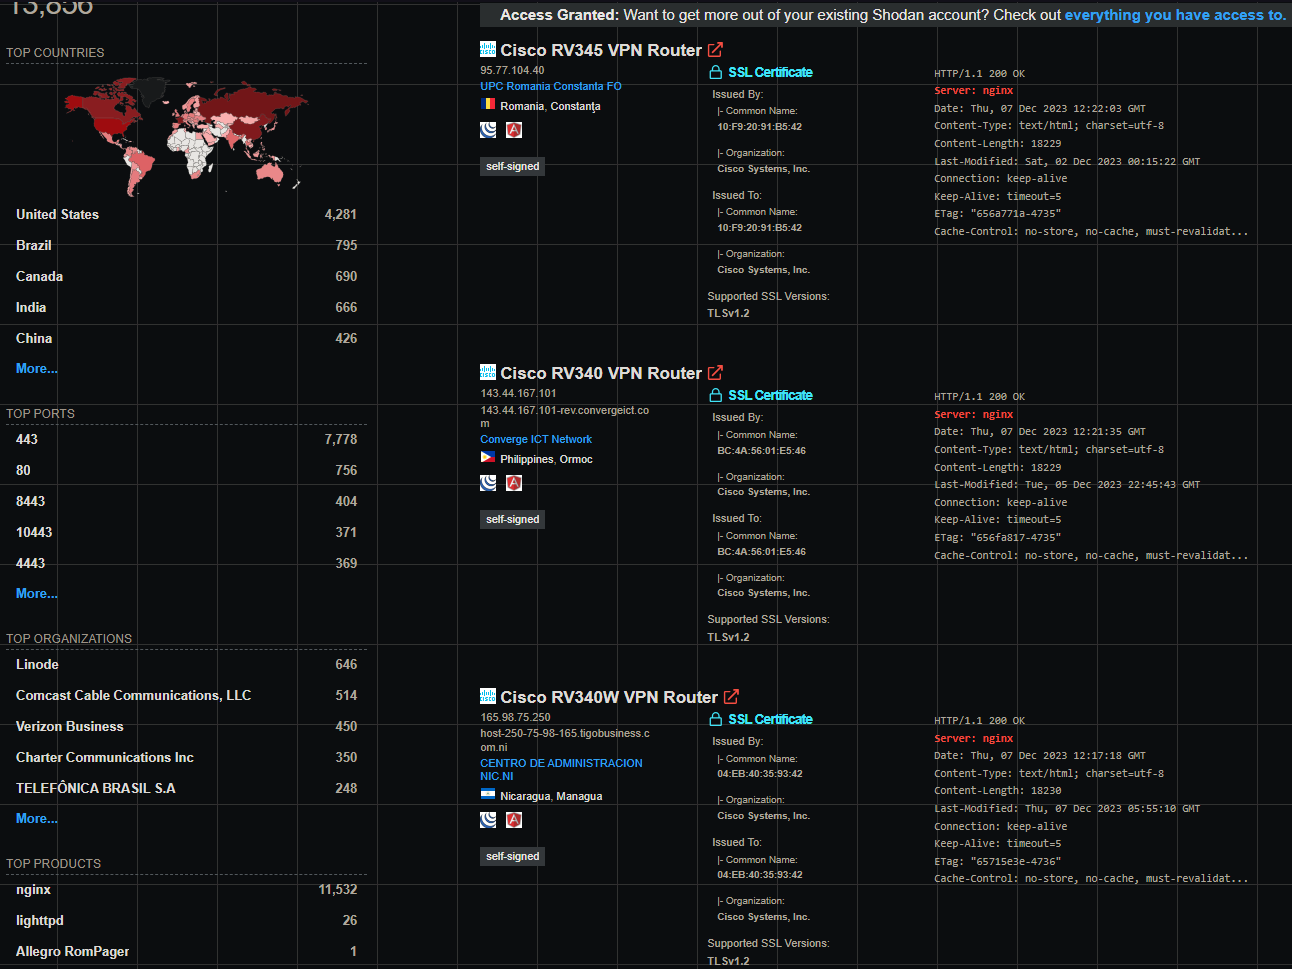 13,856
TOP COUNTRIES
United States 4,281
Brazil 795
Canada 690
India 666
China 426
More...
TOP PORTS
443 7,778
80 756
8443 404
10443 371
4443 369
More...
TOP ORGANIZATIONS
Linode 646
Comcast Cable Communications, LLC 514
Verizon Business 450
Charter Communications Inc 350
TELEFÔNICA BRASIL S.A 248
More...
TOP PRODUCTS
nginx 11,532
lighttpd 26
Allegro RomPager 1
Access Granted: Want to get more out of your existing Shodan account? Check out everything you have access to.
Cisco RV345 VPN Router
95.77.104.40
UPC Romania Constanta FO
Romania, Constanţa
self-signed
SSL Certificate
Issued By:
|- Common Name:
10:F9:20:91:B5:42
|- Organization:
Cisco Systems, Inc.
Issued To:
|- Common Name:
10:F9:20:91:B5:42
|- Organization:
Cisco Systems, Inc.
Supported SSL Versions:
TLSv1.2
HTTP/1.1 200 OK
Server: nginx
Date: Thu, 07 Dec 2023 12:22:03 GMT
Content-Type: text/html; charset=utf-8
Content-Length: 18229
Last-Modified: Sat, 02 Dec 2023 00:15:22 GMT
Connection: keep-alive
Keep-Alive: timeout=5
ETag: "656a771a-4735"
Cache-Control: no-store, no-cache, must-revalidat...
Cisco RV340 VPN Router
143.44.167.101
143.44.167.101-rev.convergeict.co
m
Converge ICT Network
Philippines, Ormoc
self-signed
SSL Certificate
Issued By:
|- Common Name:
BC:4A:56:01:E5:46
|- Organization:
Cisco Systems, Inc.
Issued To:
|- Common Name:
BC:4A:56:01:E5:46
|- Organization:
Cisco Systems, Inc.
Supported SSL Versions:
TLSv1.2
HTTP/1.1 200 OK
Server: nginx
Date: Thu, 07 Dec 2023 12:21:35 GMT
Content-Type: text/html; charset=utf-8
Content-Length: 18229
Last-Modified: Tue, 05 Dec 2023 22:45:43 GMT
Connection: keep-alive
Keep-Alive: timeout=5
ETag: "656fa817-4735"
Cache-Control: no-store, no-cache, must-revalidat...
Cisco RV340W VPN Router
165.98.75.250
host-250-75-98-165.tigobusiness.c
om.ni
CENTRO DE ADMINISTRACION
NIC.NI
Nicaragua, Managua
self-signed
SSL Certificate
Issued By:
|- Common Name:
04:EB:40:35:93:42
|- Organization:
Cisco Systems, Inc.
Issued To:
|- Common Name:
04:EB:40:35:93:42
|- Organization:
Cisco Systems, Inc.
Supported SSL Versions:
TLSv1.2
HTTP/1.1 200 OK
Server: nginx
Date: Thu, 07 Dec 2023 12:17:18 GMT
Content-Type: text/html; charset=utf-8
Content-Length: 18230
Last-Modified: Thu, 07 Dec 2023 05:55:10 GMT
Connection: keep-alive
Keep-Alive: timeout=5
ETag: "65715e3e-4736"
Cache-Control: no-store, no-cache, must-revalidat...